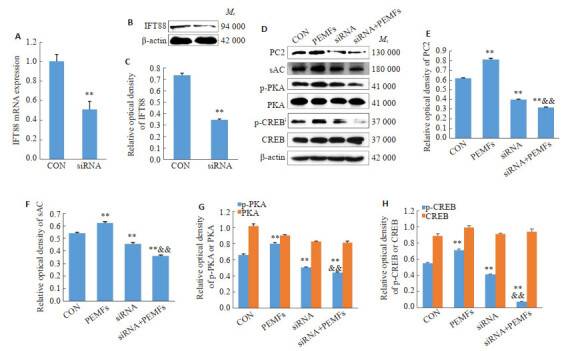 A
IFT88 mRNA expression
1.2
1.0
0.8
0.6
0.4
0.2
0
**
CON
siRNA
B
Mr
IFT88
94 000
β-actin
42 000
C
Relative optical density
of IFT88
0.8
0.7
0.6
0.5
0.4
0.3
0.2
0.1
0
**
CON
siRNA
D
CON
PEMFs
siRNA
siRNA+PEMFs
Mr
PC2
130 000
sAC
180 000
p-PKA
41 000
PKA
41 000
p-CREB
37 000
CREB
37 000
β-actin
42 000
E
Relative optical density of PC2
0.9
0.8
0.7
0.6
0.5
0.4
0.3
0.2
0.1
0
**
**
**&&
CON
PEMFs
siRNA
siRNA+PEMFs
F
Relative optical density of sAC
0.7
0.6
0.5
0.4
0.3
0.2
0.1
0
**
**
**&&
CON
PEMFs
siRNA
siRNA+PEMFs
G
p-PKA
PKA
Relative optical density
of p-PKA or PKA
1.2
1.0
0.8
0.6
0.4
0.2
0
**
**
**
&&
CON
PEMFs
siRNA
siRNA+PEMFs
H
p-CREB
CREB
Relative optical density
of p-CREB or CREB
1.2
1.0
0.8
0.6
0.4
0.2
0
**
**
**
&&
CON
PEMFs
siRNA
siRNA+PEMFs